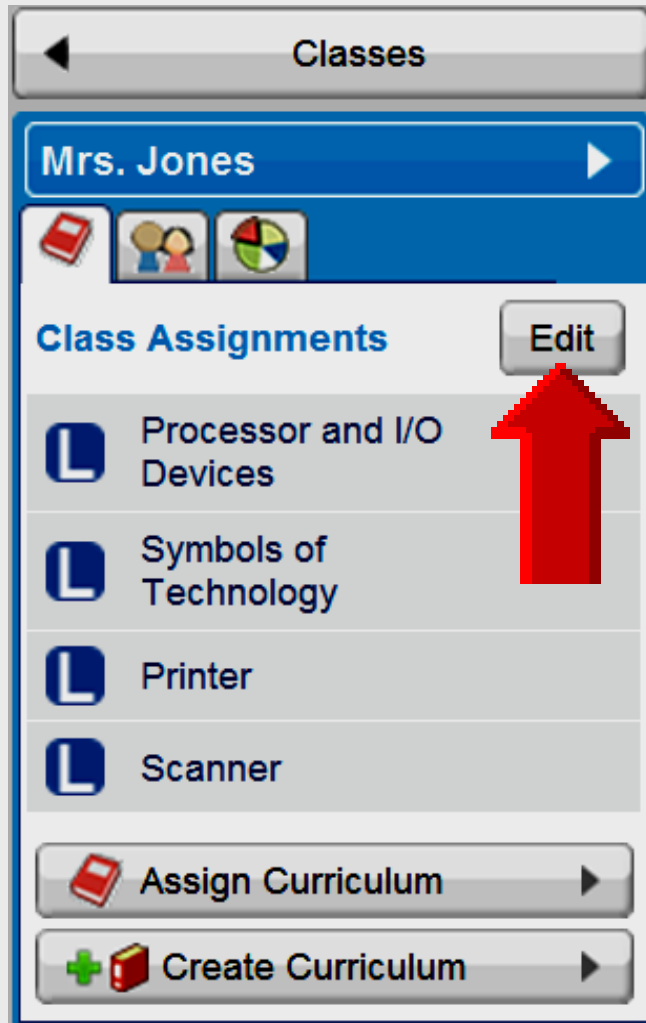 Classes
Mrs. Jones
Class Assignments
Edit
L
Processor and I/O
Devices
L
Symbols of
Technology
L
Printer
L
Scanner
Assign Curriculum
Create Curriculum